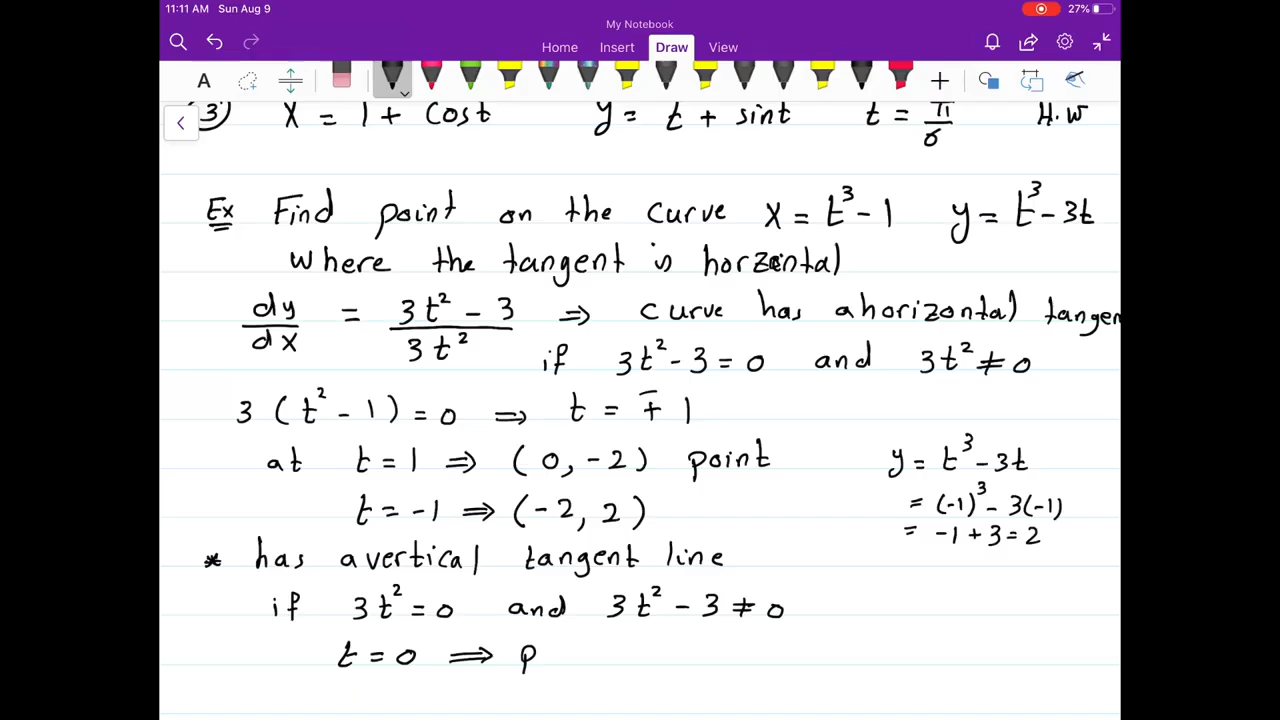 11:11 AM Sun Aug 9
27%
My Notebook
Home Insert Draw View
A
(3) x = 1 + cost y = t + sint t = π/6 H.W
Ex Find point on the curve x = t³ - 1 y = t³ - 3t
where the tangent is horzental
dy/dx = (3t² - 3)/(3t²) ⇒ curve has a horizontal tangen
if 3t² - 3 = 0 and 3t² ≠ 0
3 (t² - 1) = 0 ⇒ t = ∓ 1
at t = 1 ⇒ (0, -2) point
t = -1 ⇒ (-2, 2)
y = t³ - 3t
= (-1)³ - 3(-1)
= -1 + 3 = 2
* has a vertical tangent line
if 3t² = 0 and 3t² - 3 ≠ 0
t = 0 ⇒ p